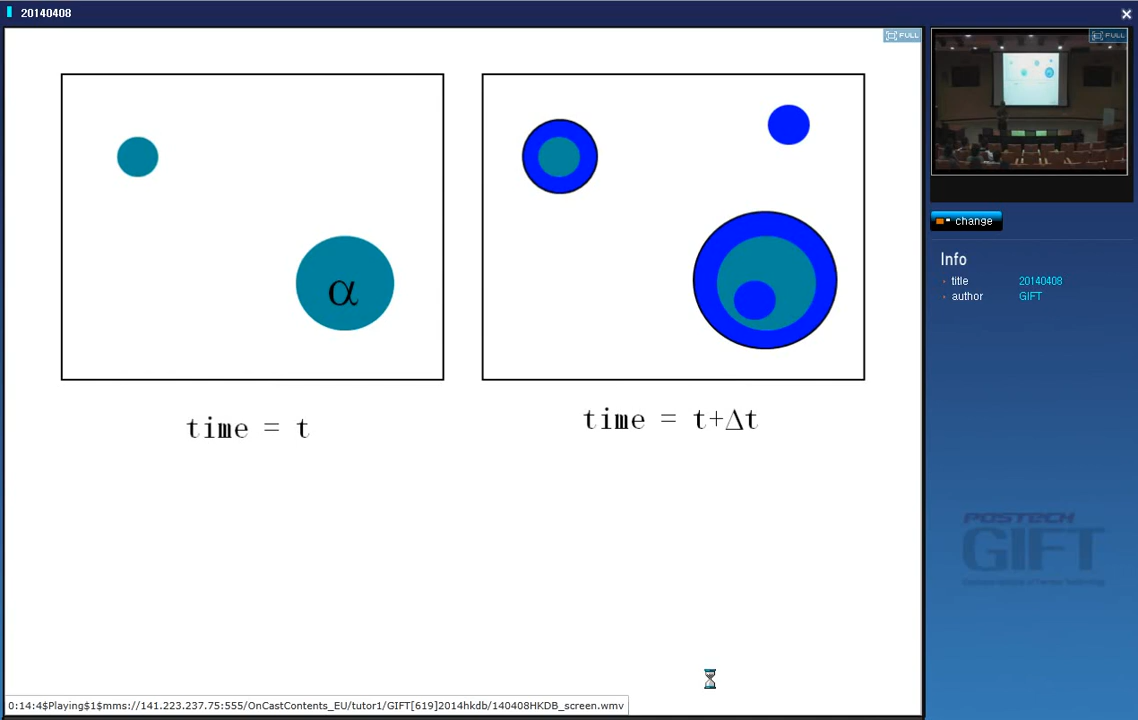 20140408
FULL
FULL
α
time = t
time = t+Δt
change
Info
title 20140408
author GIFT
POSTECH
GIFT
0:14:4$Playing$1$mms://141.223.237.75:555/OnCastContents_EU/tutor1/GIFT[619]2014hkdb/140408HKDB_screen.wmv